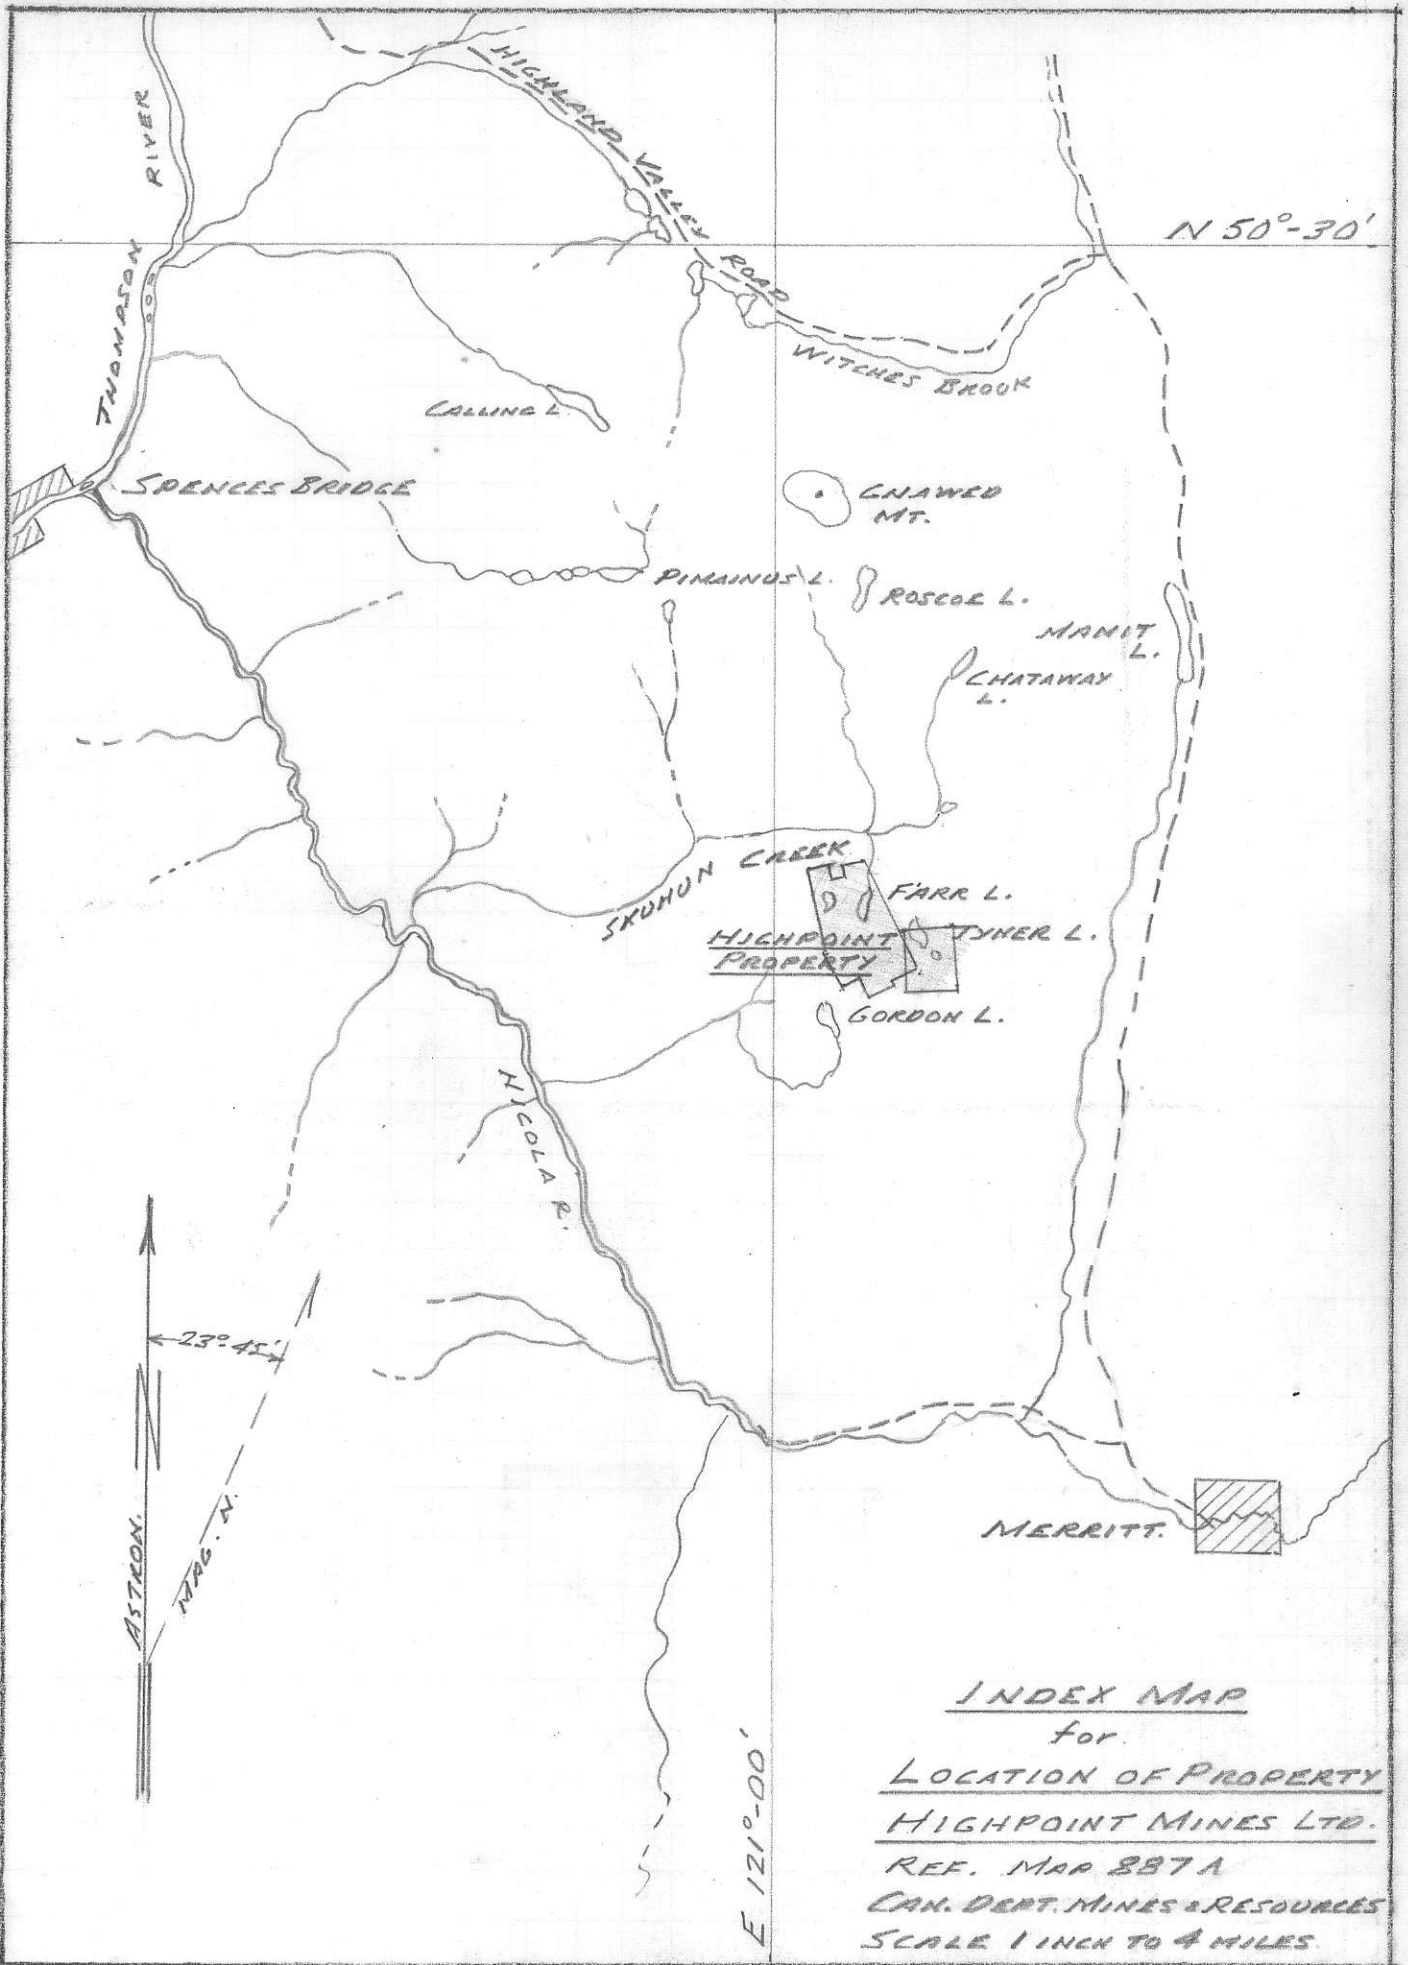 HIGHLAND VALLEY ROAD
THOMPSON RIVER
N 50°-30'
WITCHES BROOK
CALLING L.
SPENCES BRIDGE
GNAWED
MT.
PIMAINUS L.
ROSCOE L.
MAMIT
L.
CHATAWAY
L.
SKUHUN CREEK
FARR L.
HIGHPOINT
PROPERTY
TYNER L.
GORDON L.
NICOLA R.
23°-45'
ASTRON.
N
MAG. N.
MERRITT.
E 121°-00'
INDEX MAP
for
LOCATION OF PROPERTY
HIGHPOINT MINES LTD.
REF. MAP 887A
CAN. DEPT. MINES & RESOURCES
SCALE 1 INCH TO 4 MILES